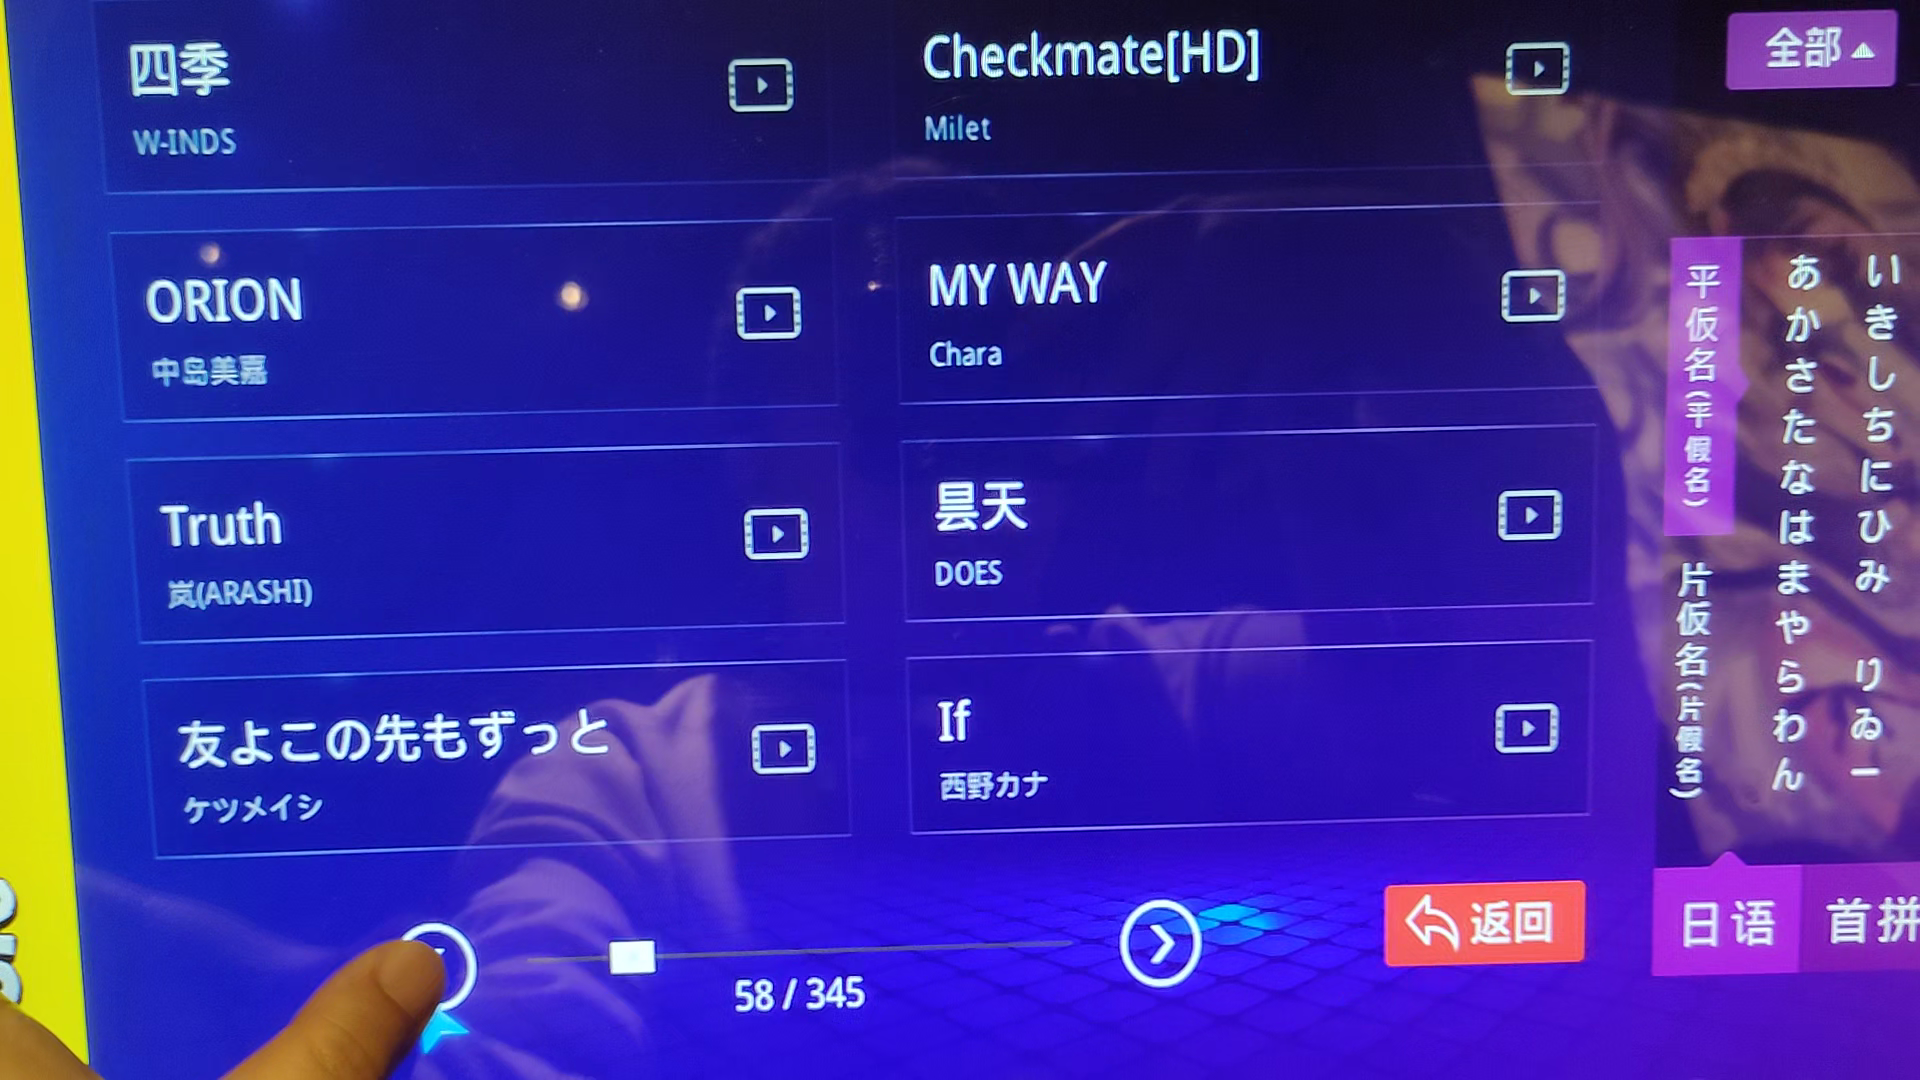 四季
W-INDS
Checkmate[HD]
Milet
ORION
中岛美嘉
MY WAY
Chara
Truth
岚(ARASHI)
曇天
DOES
友よこの先もずっと
ケツメイシ
If
西野カナ
58 / 345
返回
全部
平仮名(平假名)
片仮名(片假名)
あかさたなはまやらわん
いきしちにひみ りゐー
日语
首拼